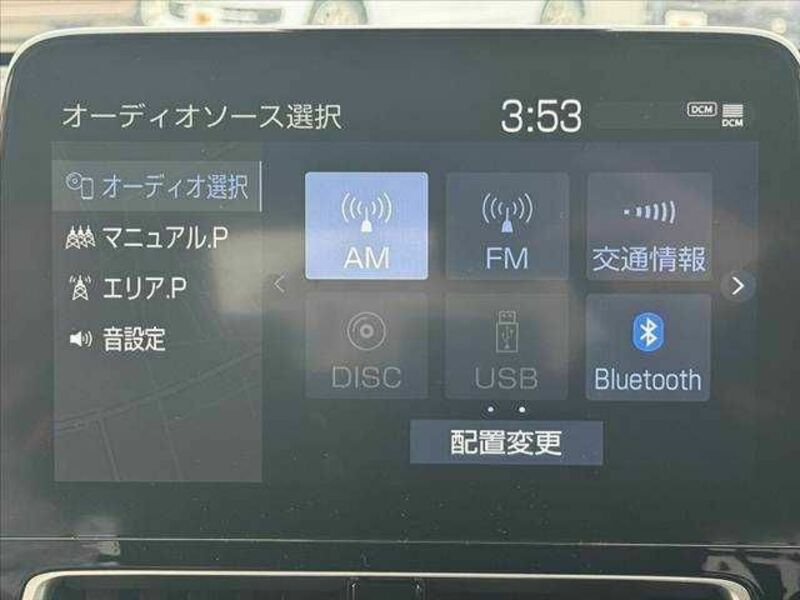 オーディオソース選択 3:53 DCM DCM
オーディオ選択
マニュアル.P
エリア.P
音設定
AM FM 交通情報
DISC USB Bluetooth
配置変更